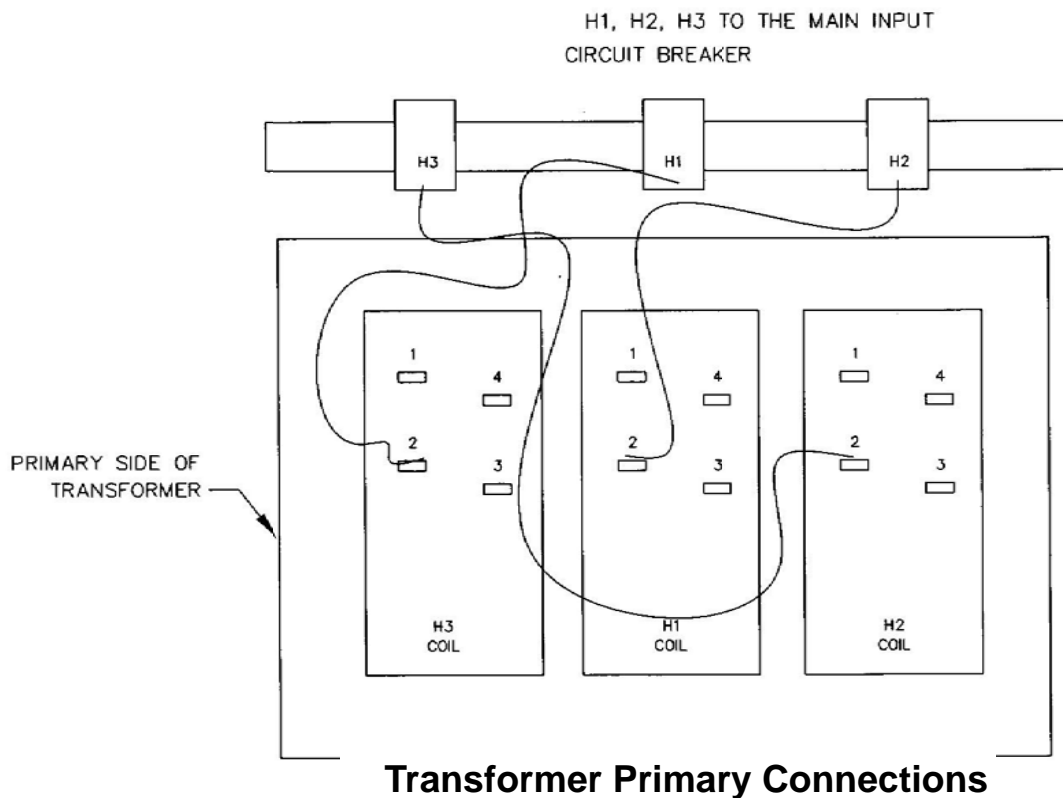 H1, H2, H3 TO THE MAIN INPUT
CIRCUIT BREAKER
H3
H1
H2
1
4
2
3
1
4
2
3
1
4
2
3
PRIMARY SIDE OF
TRANSFORMER
H3
COIL
H1
COIL
H2
COIL
Transformer Primary Connections